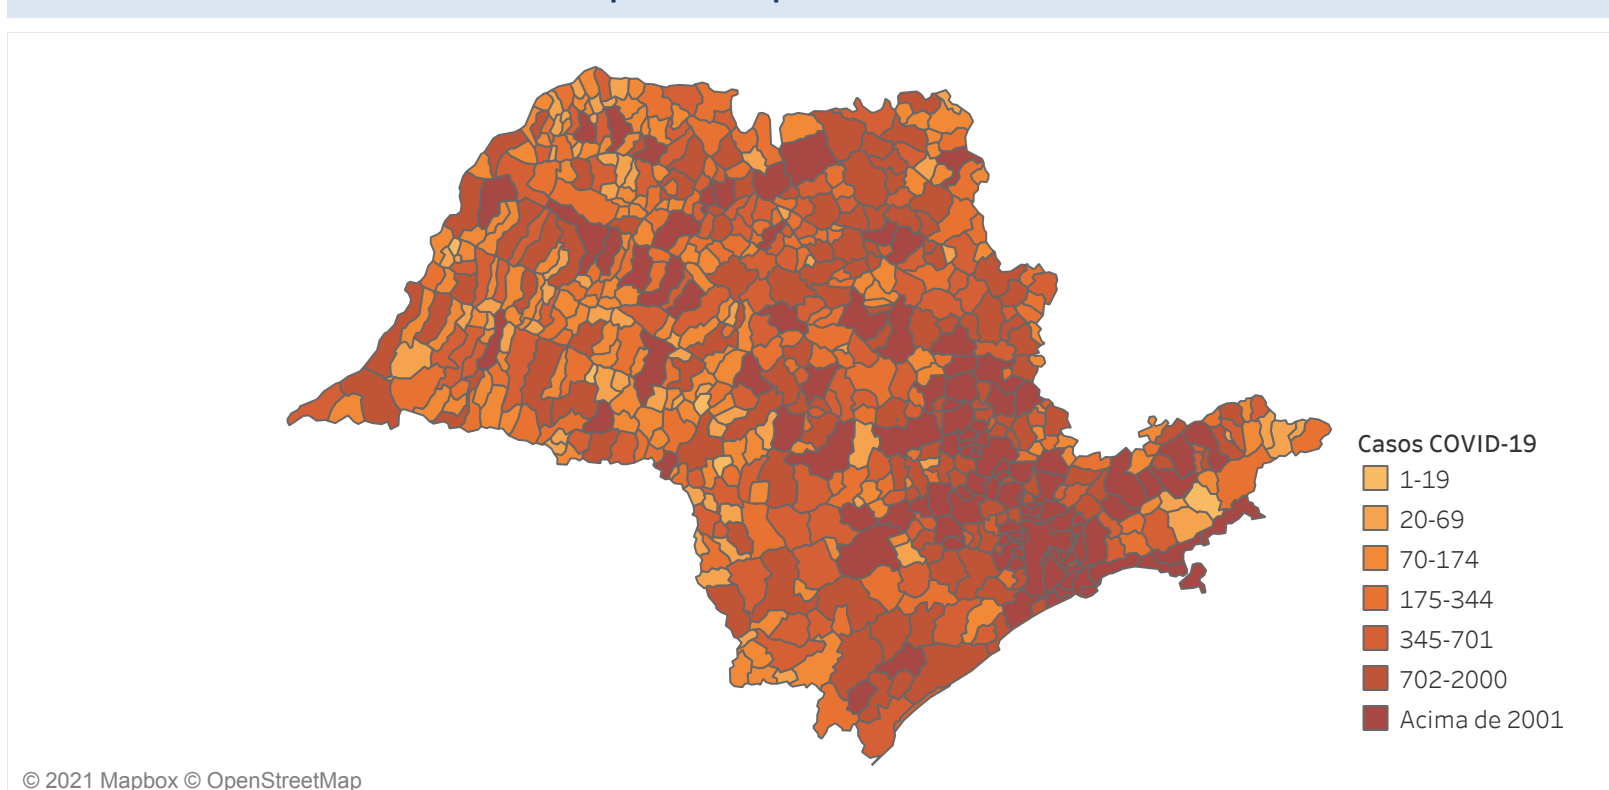 Casos COVID-19
1-19
20-69
70-174
175-344
345-701
702-2000
Acima de 2001
© 2021 Mapbox © OpenStreetMap